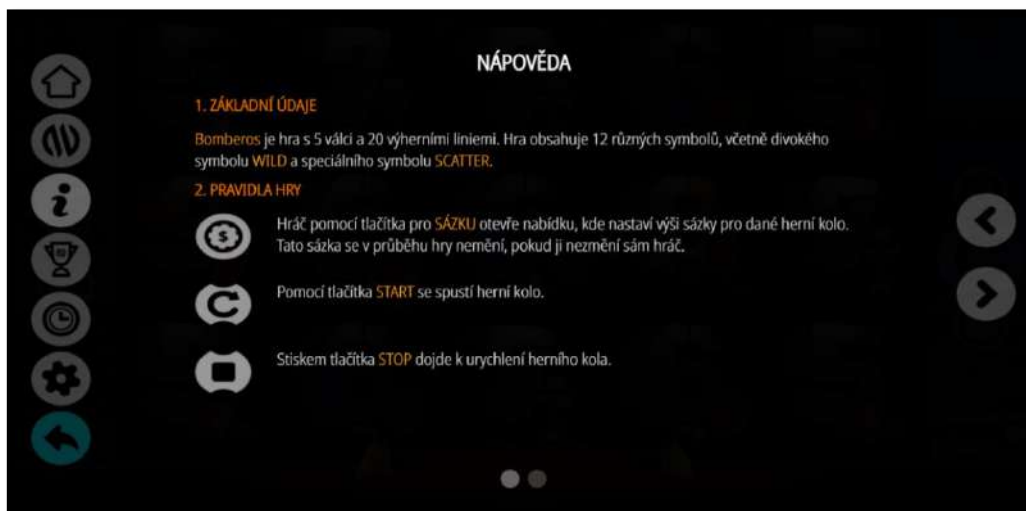 NÁPOVĚDA
1. ZÁKLADNÍ ÚDAJE
Bomberos je hra s 5 válci a 20 výherními liniemi. Hra obsahuje 12 různých symbolů, včetně divokého
symbolu WILD a speciálního symbolu SCATTER.
2. PRAVIDLA HRY
Hráč pomocí tlačítka pro SÁZKU otevře nabídku, kde nastaví výši sázky pro dané herní kolo.
Tato sázka se v průběhu hry nemění, pokud ji nezmění sám hráč.
Pomocí tlačítka START se spustí herní kolo.
Stiskem tlačítka STOP dojde k urychlení herního kola.